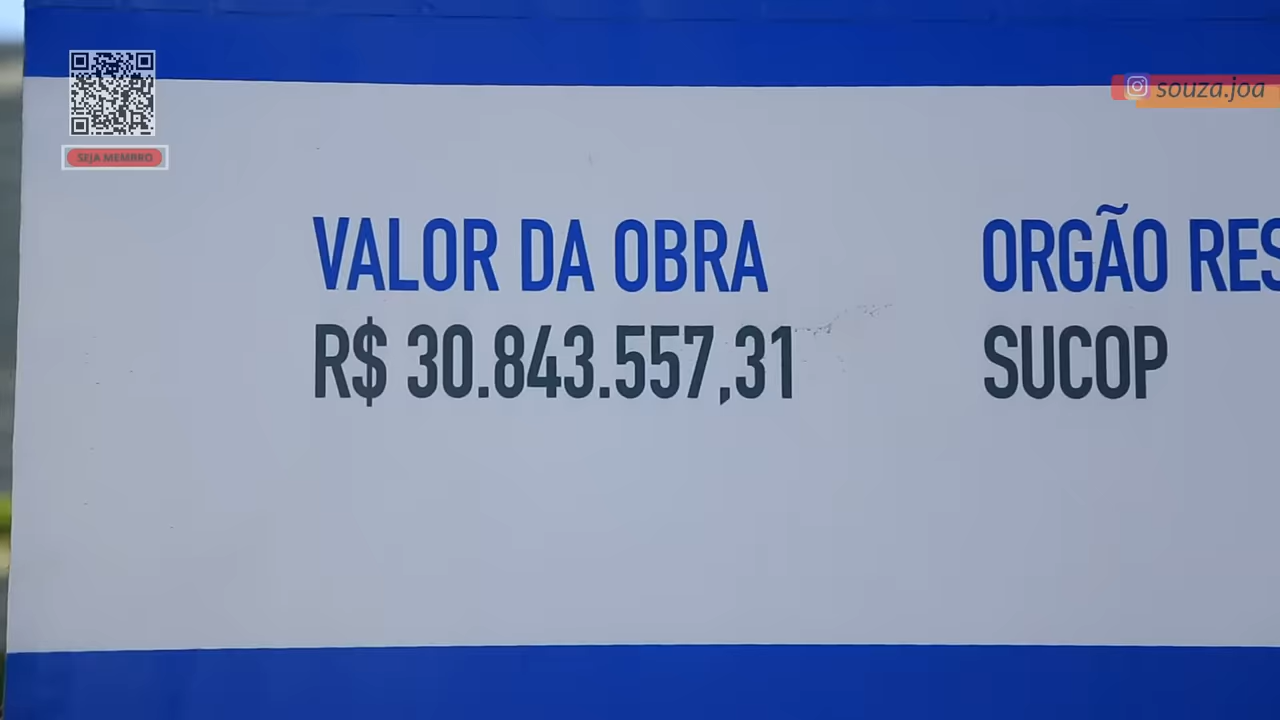 SEJA MEMBRO
souza.joa
VALOR DA OBRA
R$ 30.843.557,31
ORGÃO RES
SUCOP